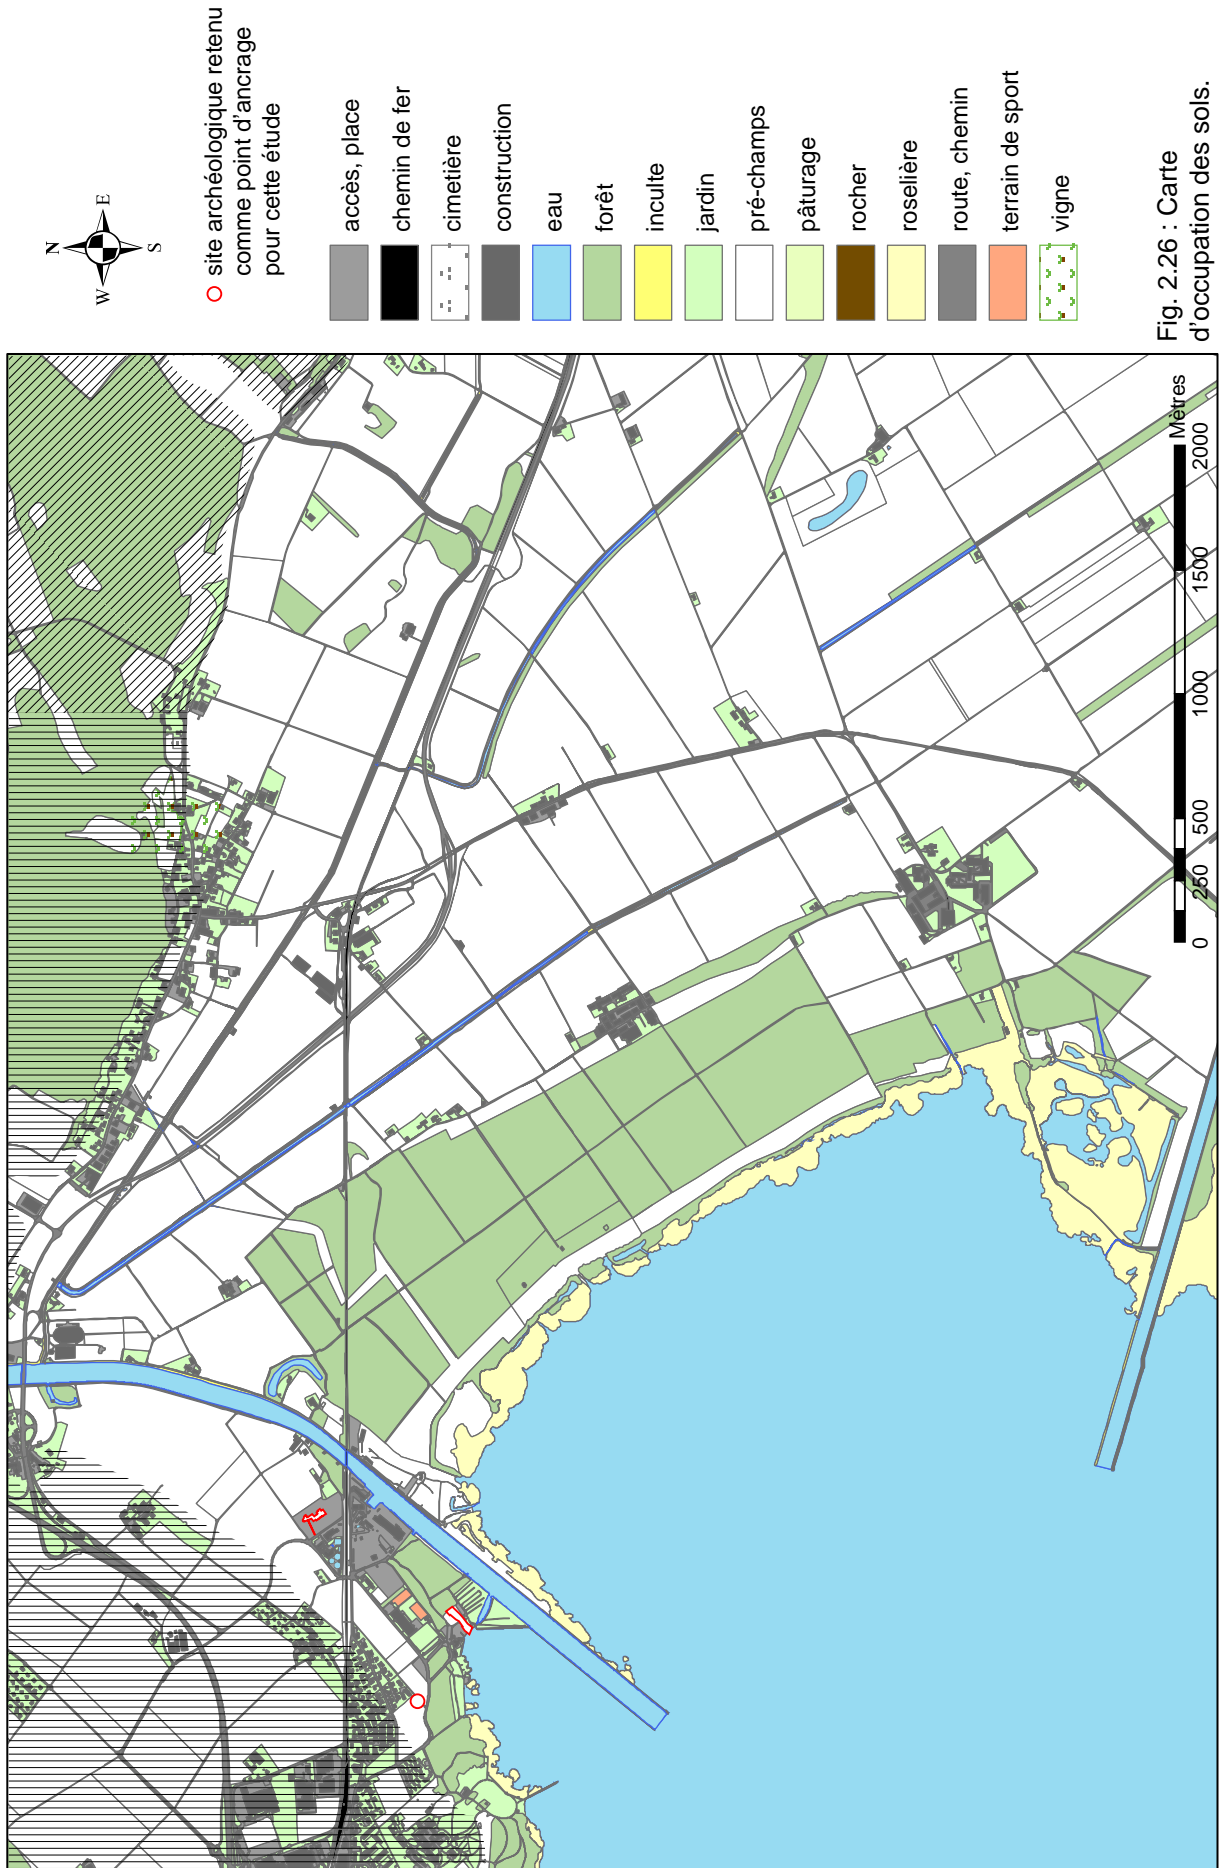 N
W
E
S
site archéologique retenu
comme point d'ancrage
pour cette étude
accès, place
chemin de fer
cimetière
construction
eau
forêt
inculte
jardin
pré-champs
pâturage
rocher
roselière
route, chemin
terrain de sport
vigne
Fig. 2.26 : Carte
d'occupation des sols.
0 250 500 1000 1500 2000
Mètres